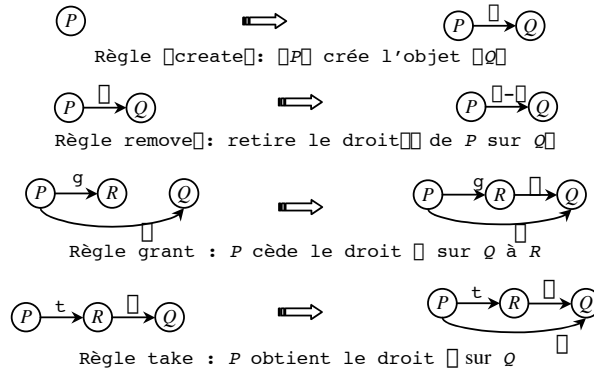 P P □ Q
Règle □create□: □P□ crée l'objet □Q□
P □ Q P □-□ Q
Règle remove□: retire le droit□□ de P sur Q□
P g R Q □ P g R □ Q □
Règle grant : P cède le droit □ sur Q à R
P t R □ Q P t R □ Q □
Règle take : P obtient le droit □ sur Q